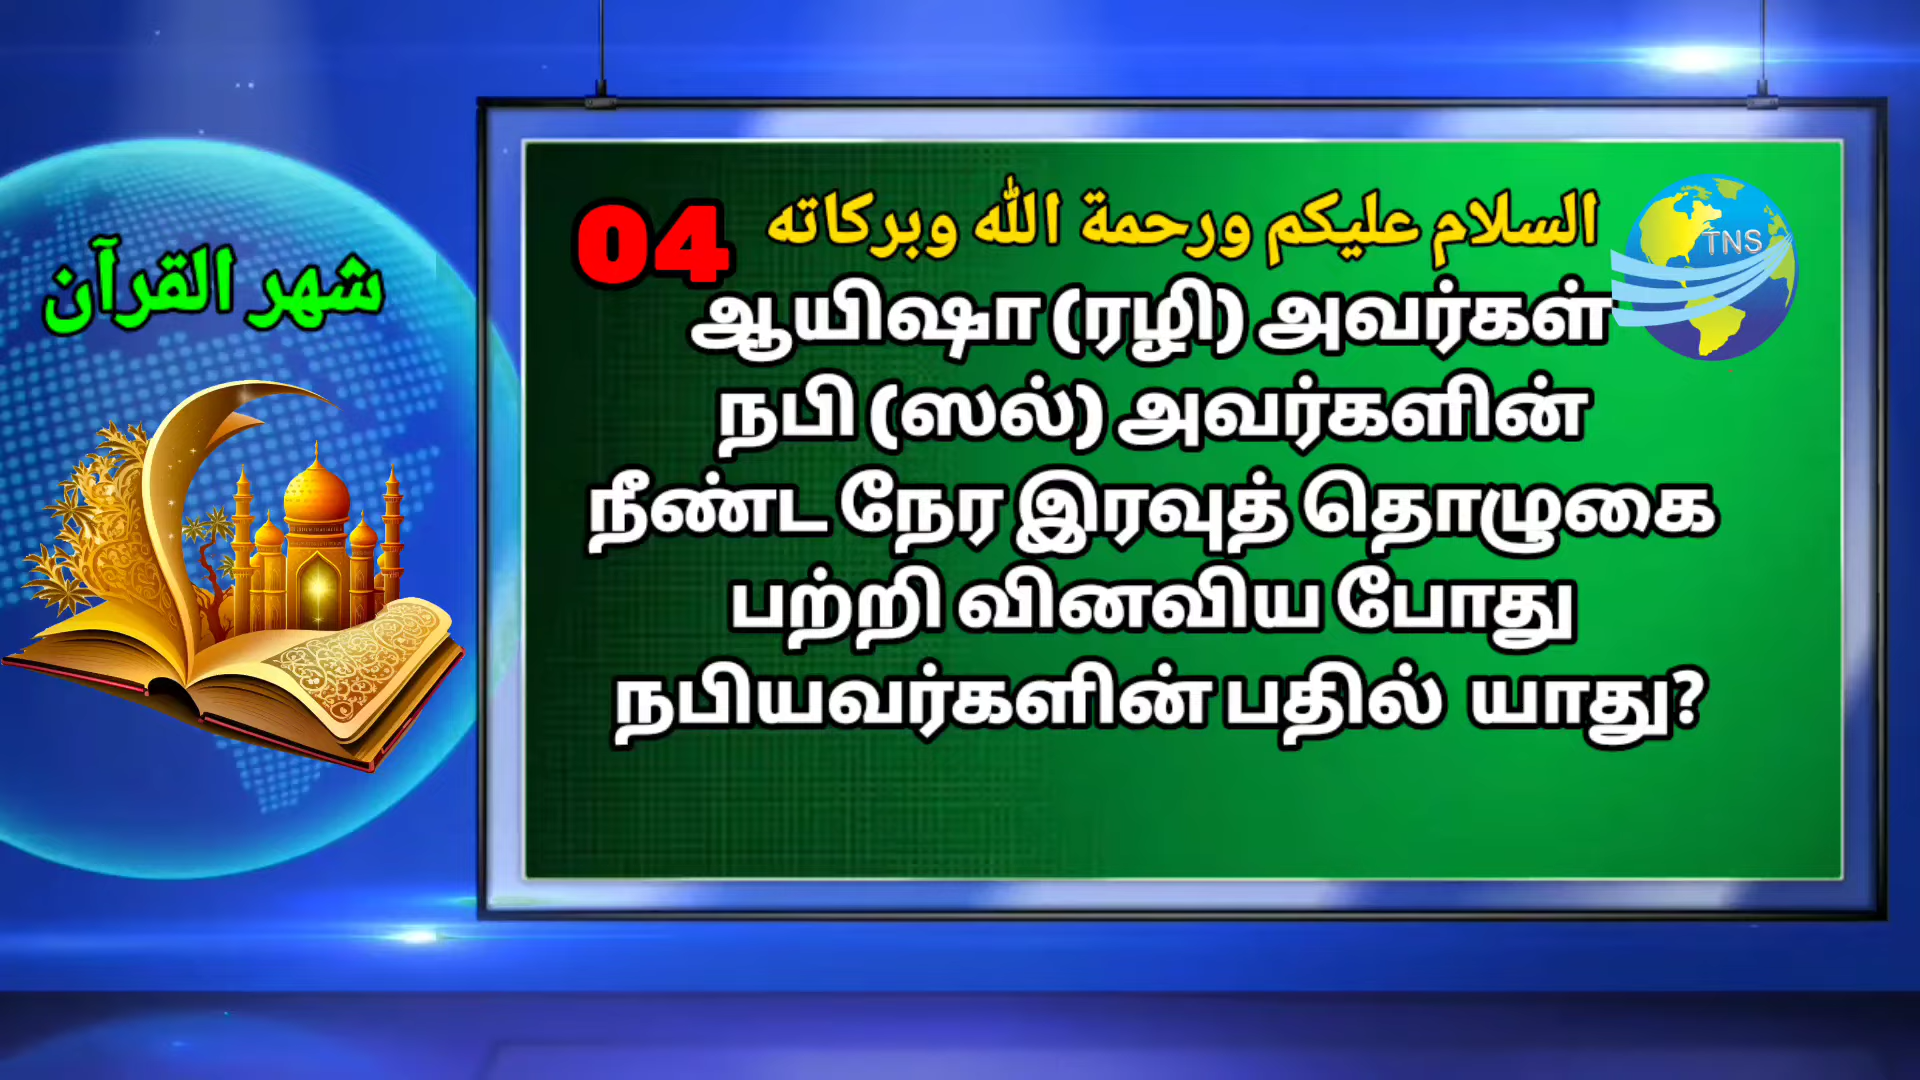 شهر القرآن
04
السلام عليكم ورحمة الله وبركاته
TNS
ஆயிஷா (ரழி) அவர்கள்
நபி (ஸல்) அவர்களின்
நீண்ட நேர இரவுத் தொழுகை
பற்றி வினவிய போது
நபியவர்களின் பதில் யாது?